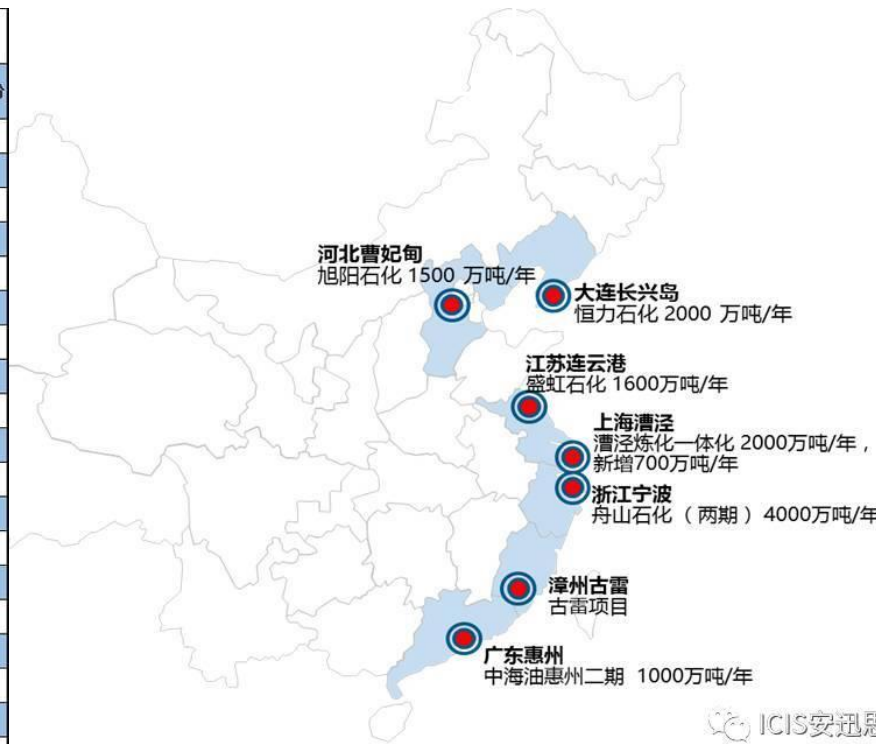 份
河北曹妃甸
旭阳石化 1500 万吨/年
大连长兴岛
恒力石化 2000 万吨/年
江苏连云港
盛虹石化 1600万吨/年
上海漕泾
漕泾炼化一体化 2000万吨/年，
新增700万吨/年
浙江宁波
舟山石化（两期）4000万吨/年
漳州古雷
古雷项目
广东惠州
中海油惠州二期 1000万吨/年
ICIS安迅思